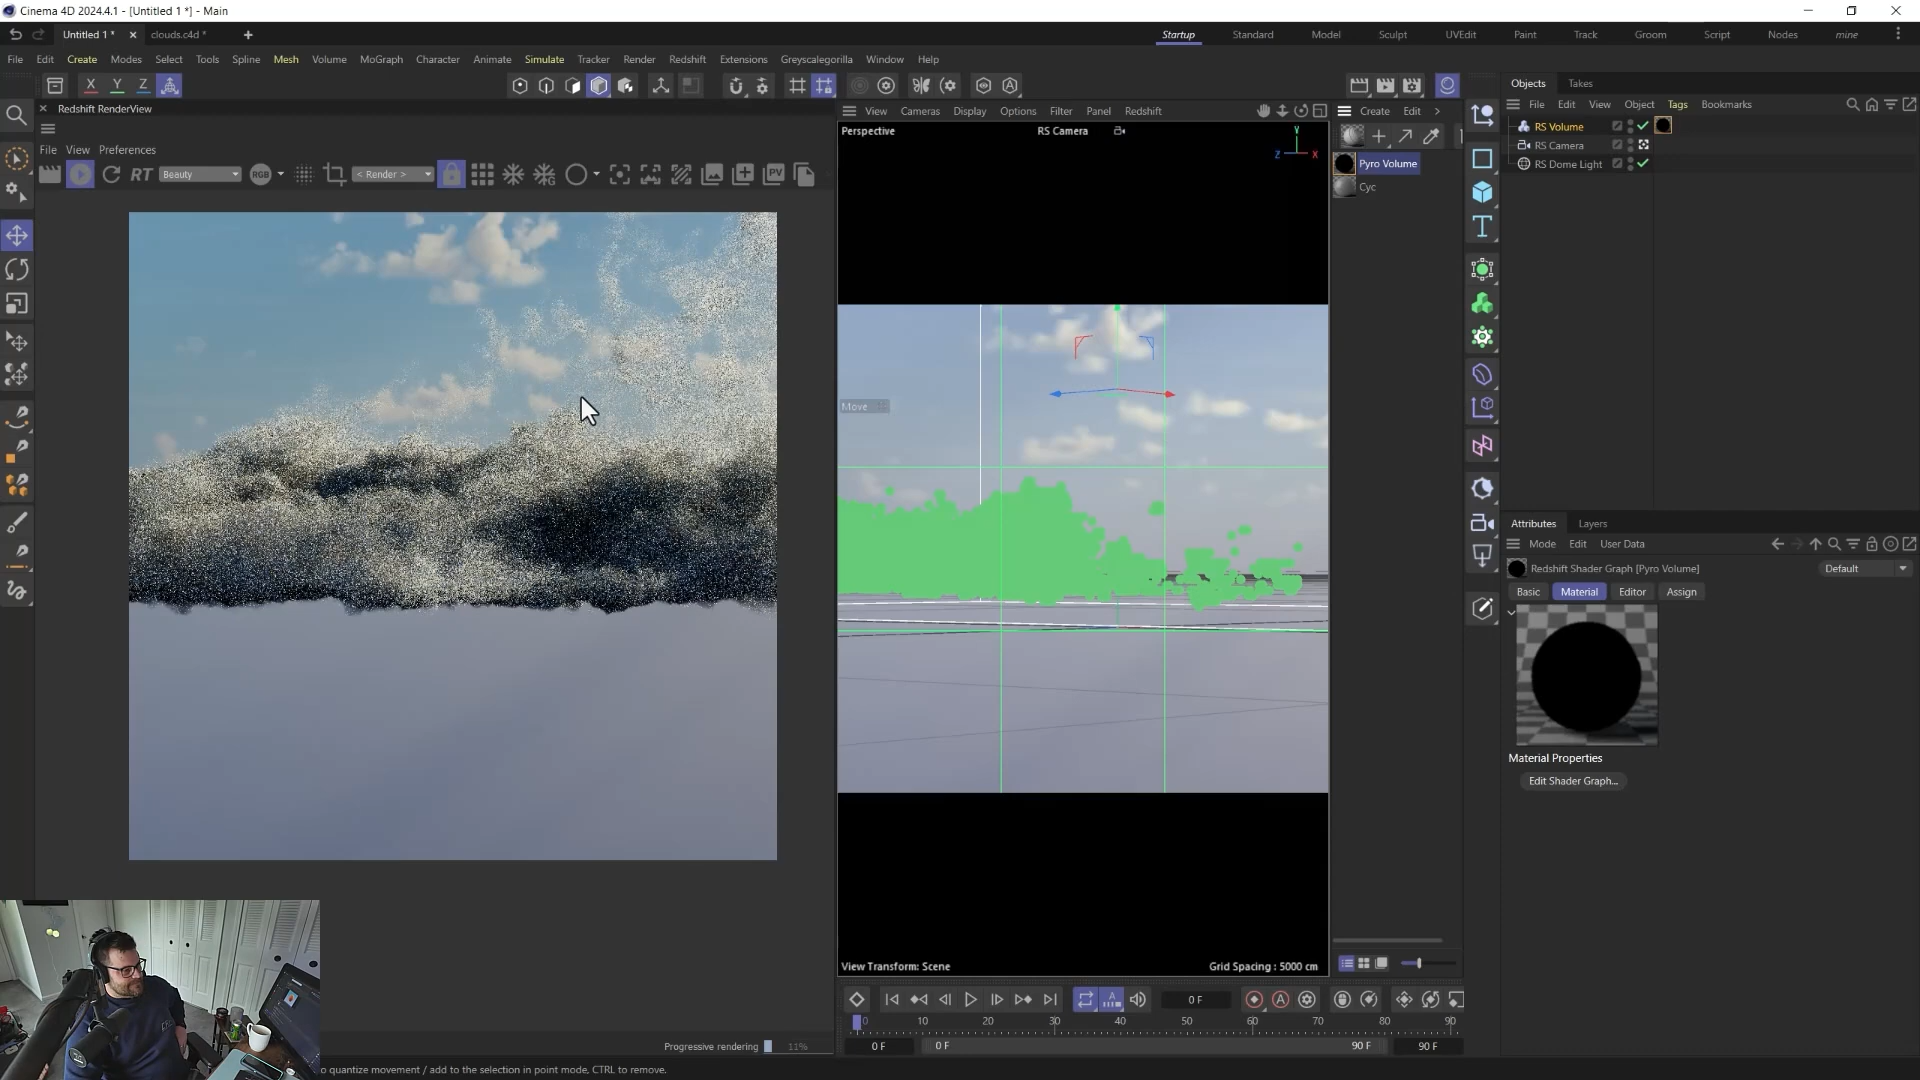 Cinema 4D 2024.4.1 - [Untitled 1 *] - Main
Untitled 1 * clouds.c4d *
Startup Standard Model Sculpt UVEdit Paint Track Groom Script Nodes mine
File Edit Create Modes Select Tools Spline Mesh Volume MoGraph Character Animate Simulate Tracker Render Redshift Extensions Greyscalegorilla Window Help
X Y Z
Objects Takes
Redshift RenderView
View Cameras Display Options Filter Panel Redshift
Create Edit
File Edit View Object Tags Bookmarks
Perspective RS Camera
Y Z X
RS Volume
RS Camera
RS Dome Light
File View Preferences
RT Beauty RGB < Render > PV
Pyro Volume
Cyc
Move
Attributes Layers
Mode Edit User Data
Redshift Shader Graph [Pyro Volume] Default
Basic Material Editor Assign
Material Properties
Edit Shader Graph...
View Transform: Scene Grid Spacing : 5000 cm
0 F
0 10 20 30 40 50 60 70 80 90
Progressive rendering 11%
0 F 0 F 90 F 90 F
o quantize movement / add to the selection in point mode, CTRL to remove.